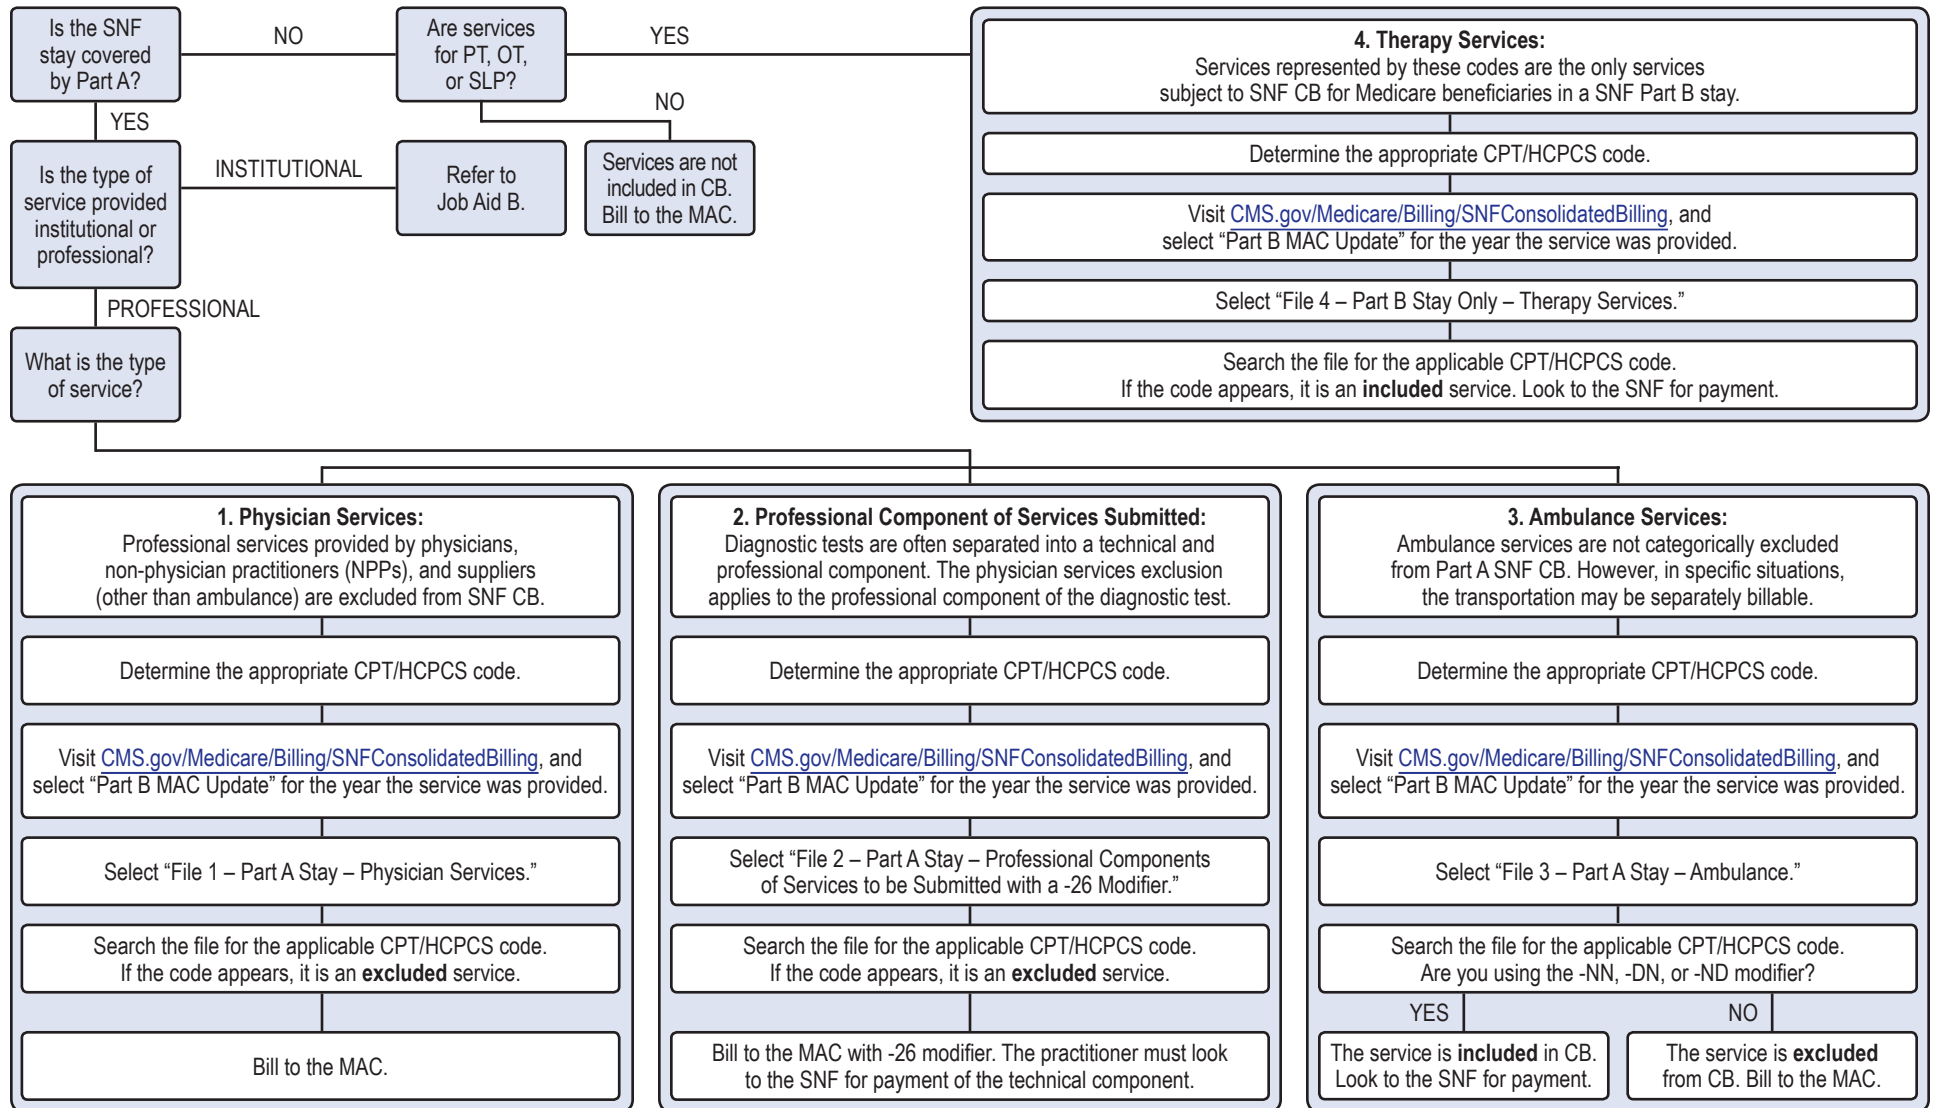 Is the SNF
stay covered
by Part A?
NO
Are services
for PT, OT,
or SLP?
YES
NO
YES
Is the type of
service provided
institutional or
professional?
INSTITUTIONAL
Refer to
Job Aid B.
Services are not
included in CB.
Bill to the MAC.
PROFESSIONAL
What is the type
of service?
4. Therapy Services:
Services represented by these codes are the only services
subject to SNF CB for Medicare beneficiaries in a SNF Part B stay.
Determine the appropriate CPT/HCPCS code.
Visit CMS.gov/Medicare/Billing/SNFConsolidatedBilling, and
select “Part B MAC Update” for the year the service was provided.
Select “File 4 – Part B Stay Only – Therapy Services.”
Search the file for the applicable CPT/HCPCS code.
If the code appears, it is an included service. Look to the SNF for payment.
1. Physician Services:
Professional services provided by physicians,
non-physician practitioners (NPPs), and suppliers
(other than ambulance) are excluded from SNF CB.
Determine the appropriate CPT/HCPCS code.
Visit CMS.gov/Medicare/Billing/SNFConsolidatedBilling, and
select “Part B MAC Update” for the year the service was provided.
Select “File 1 – Part A Stay – Physician Services.”
Search the file for the applicable CPT/HCPCS code.
If the code appears, it is an excluded service.
Bill to the MAC.
2. Professional Component of Services Submitted:
Diagnostic tests are often separated into a technical and
professional component. The physician services exclusion
applies to the professional component of the diagnostic test.
Determine the appropriate CPT/HCPCS code.
Visit CMS.gov/Medicare/Billing/SNFConsolidatedBilling, and
select “Part B MAC Update” for the year the service was provided.
Select “File 2 – Part A Stay – Professional Components
of Services to be Submitted with a -26 Modifier.”
Search the file for the applicable CPT/HCPCS code.
If the code appears, it is an excluded service.
Bill to the MAC with -26 modifier. The practitioner must look
to the SNF for payment of the technical component.
3. Ambulance Services:
Ambulance services are not categorically excluded
from Part A SNF CB. However, in specific situations,
the transportation may be separately billable.
Determine the appropriate CPT/HCPCS code.
Visit CMS.gov/Medicare/Billing/SNFConsolidatedBilling, and
select “Part B MAC Update” for the year the service was provided.
Select “File 3 – Part A Stay – Ambulance.”
Search the file for the applicable CPT/HCPCS code.
Are you using the -NN, -DN, or -ND modifier?
YES
NO
The service is included in CB.
Look to the SNF for payment.
The service is excluded
from CB. Bill to the MAC.